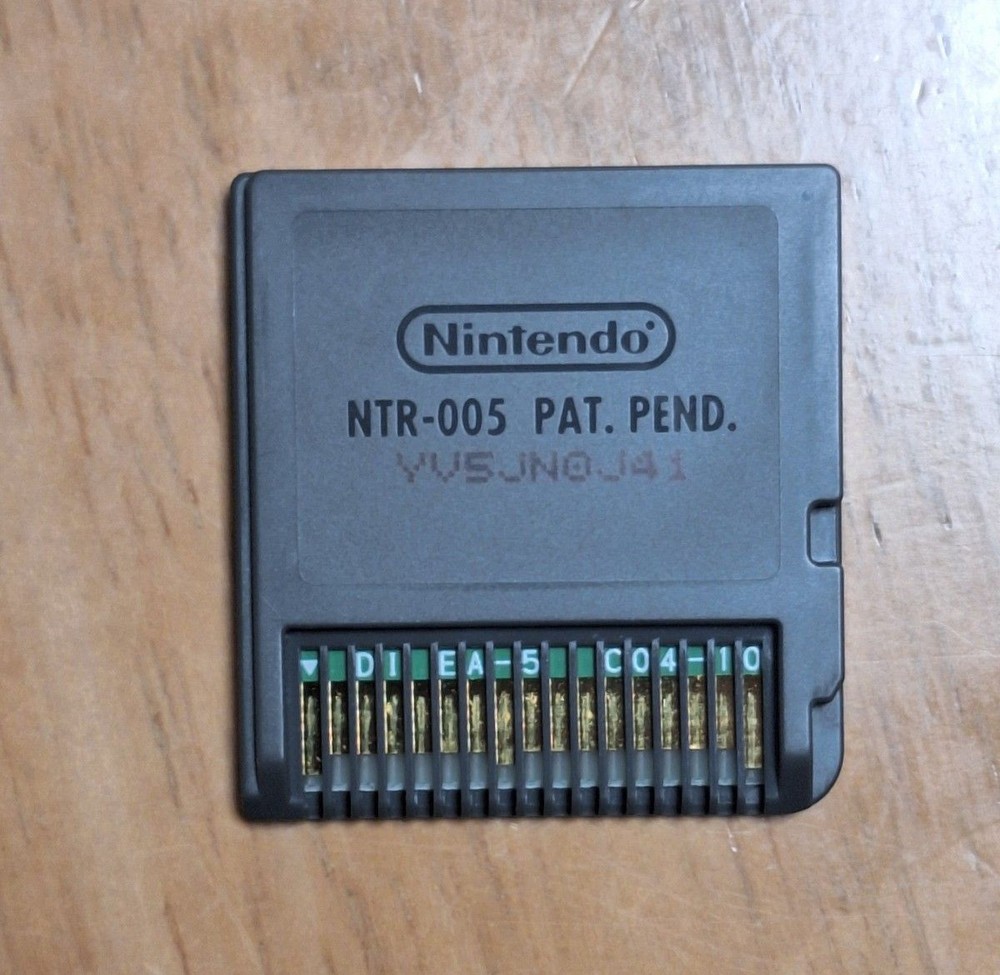 Nintendo
NTR-005 PAT. PEND.
YV5JN0J41
▼ DI EA-5 C04-10